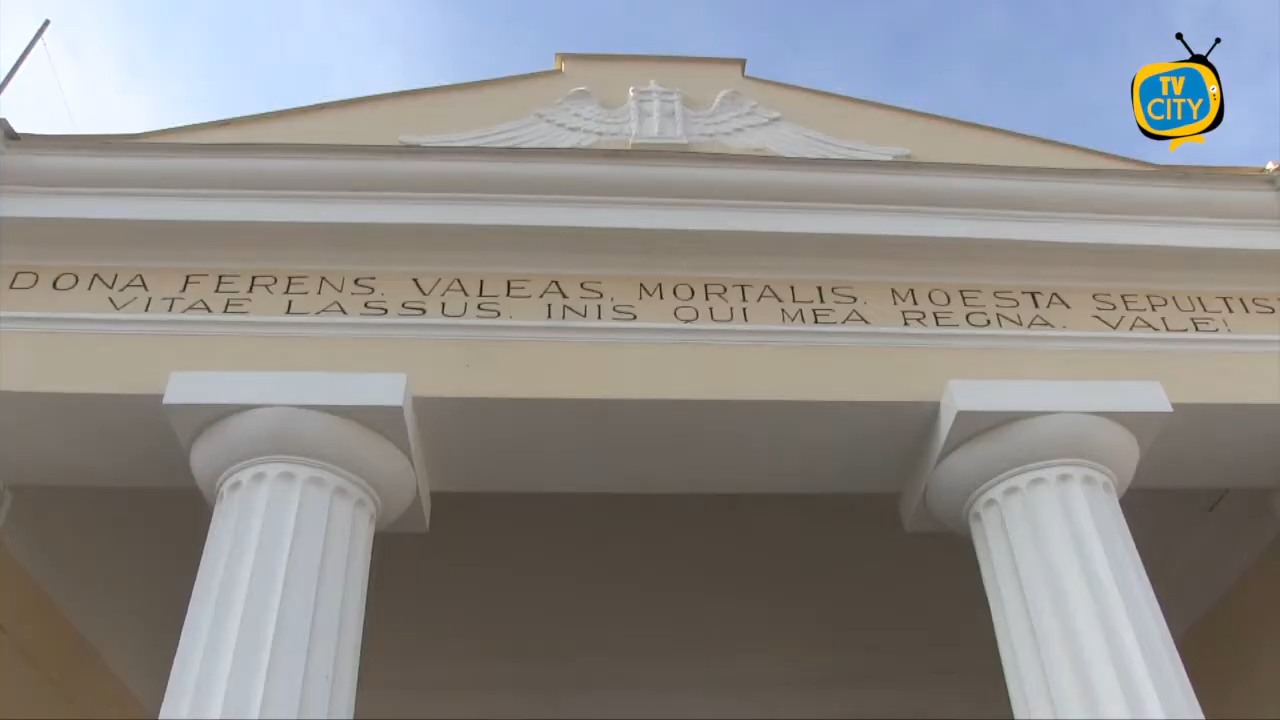 TV
CITY
DONA FERENS. VALEAS, MORTALIS. MOESTA SEPULTIS
VITAE LASSUS. INIS QUI MEA REGNA. VALE!